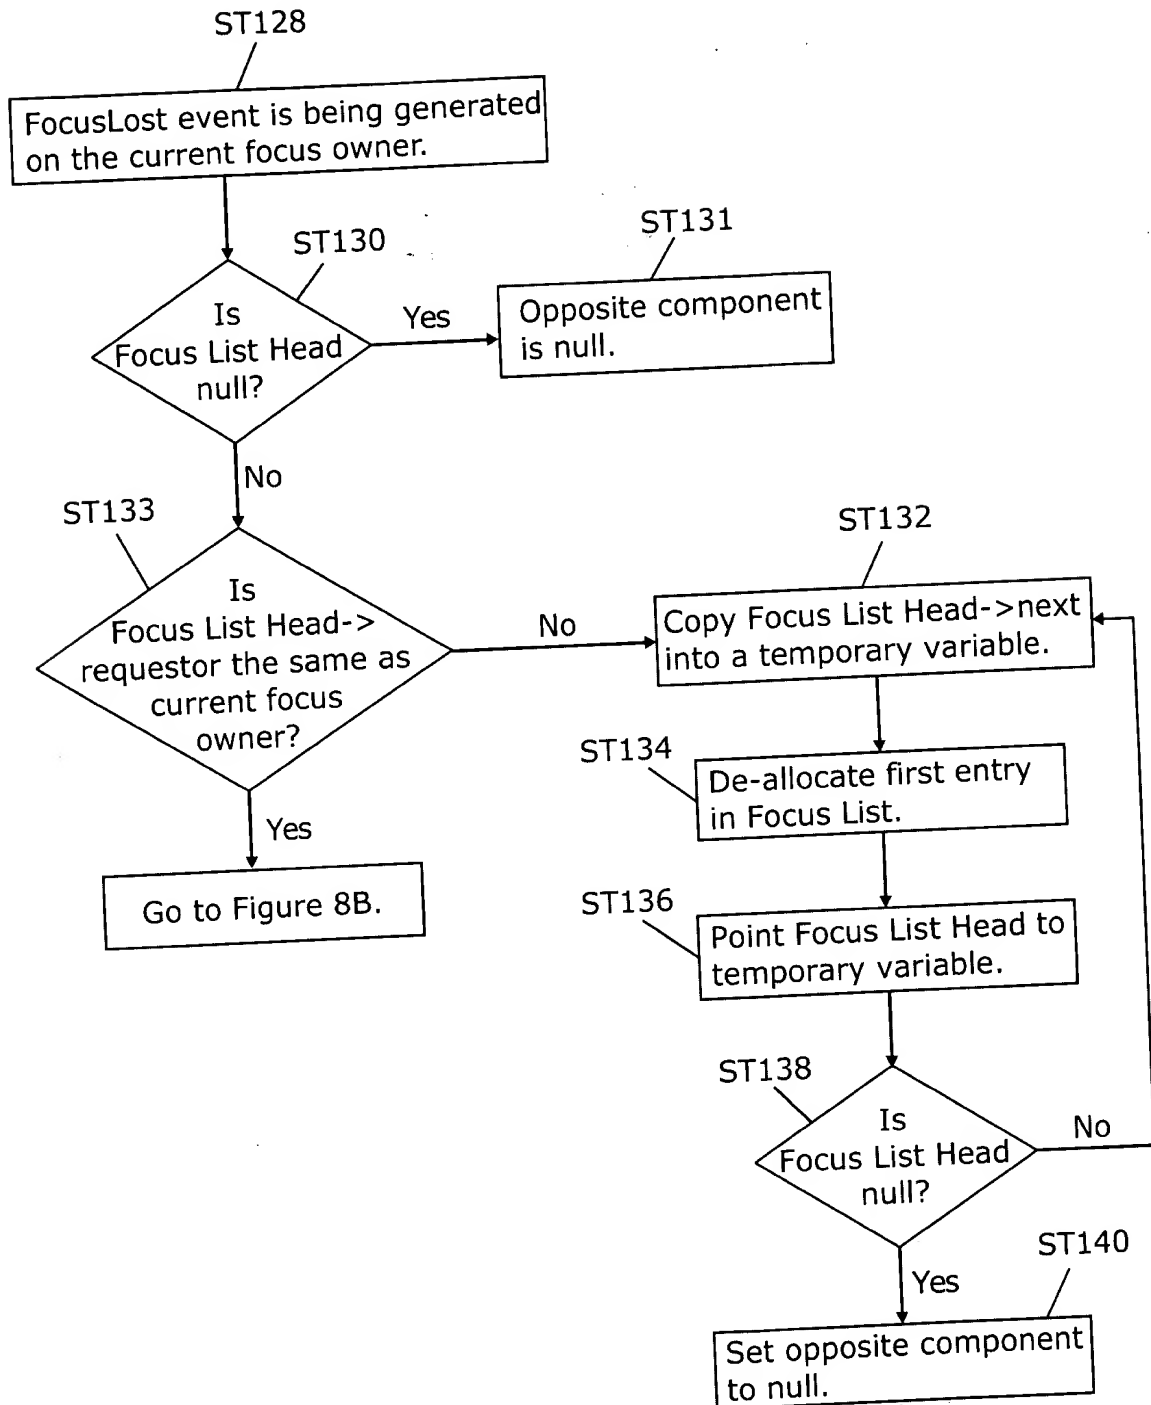 ST128
FocusLost event is being generated
on the current focus owner.
ST130
ST131
Is
Focus List Head
null?
Yes
Opposite component
is null.
No
ST133
ST132
Is
Focus List Head->
requestor the same as
current focus
owner?
No
Copy Focus List Head->next
into a temporary variable.
ST134
De-allocate first entry
in Focus List.
Yes
Go to Figure 8B.
ST136
Point Focus List Head to
temporary variable.
ST138
Is
Focus List Head
null?
No
ST140
Yes
Set opposite component
to null.